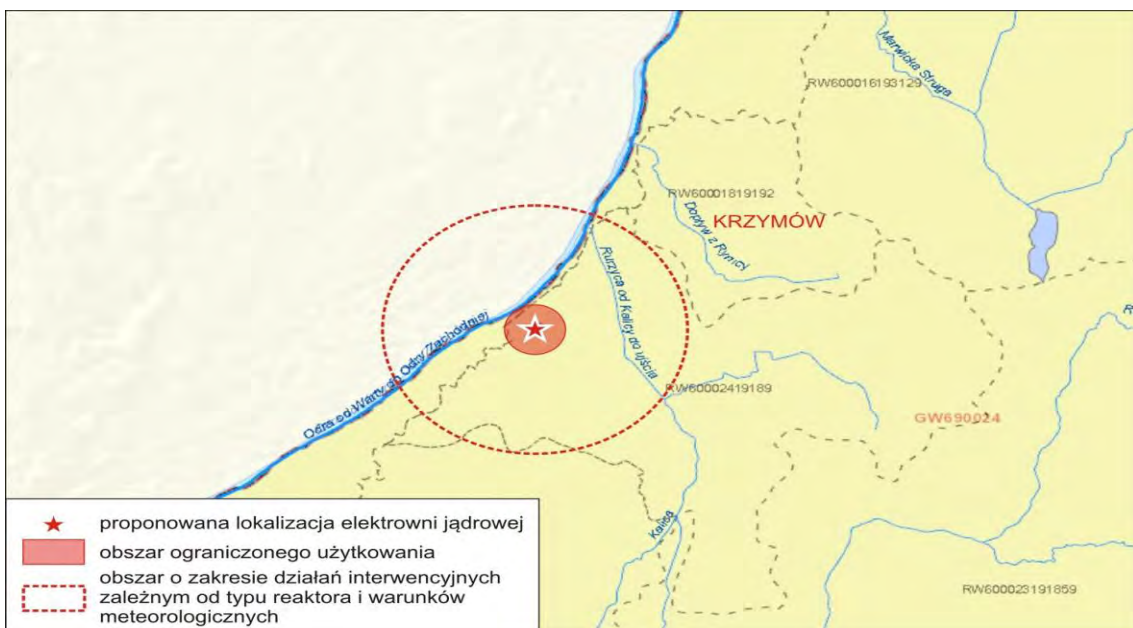 Marwicka Struga
RW600016193129
RW60001819192
KRZYMÓW
Dopływ z Rynicy
Rurzyca od Kalicy do ujścia
Odra od Warty do Odry Zachodniej
RW60002419189
GW690024
Kalica
RW600023191859
R
proponowana lokalizacja elektrowni jądrowej
obszar ograniczonego użytkowania
obszar o zakresie działań interwencyjnych
zależnym od typu reaktora i warunków
meteorologicznych